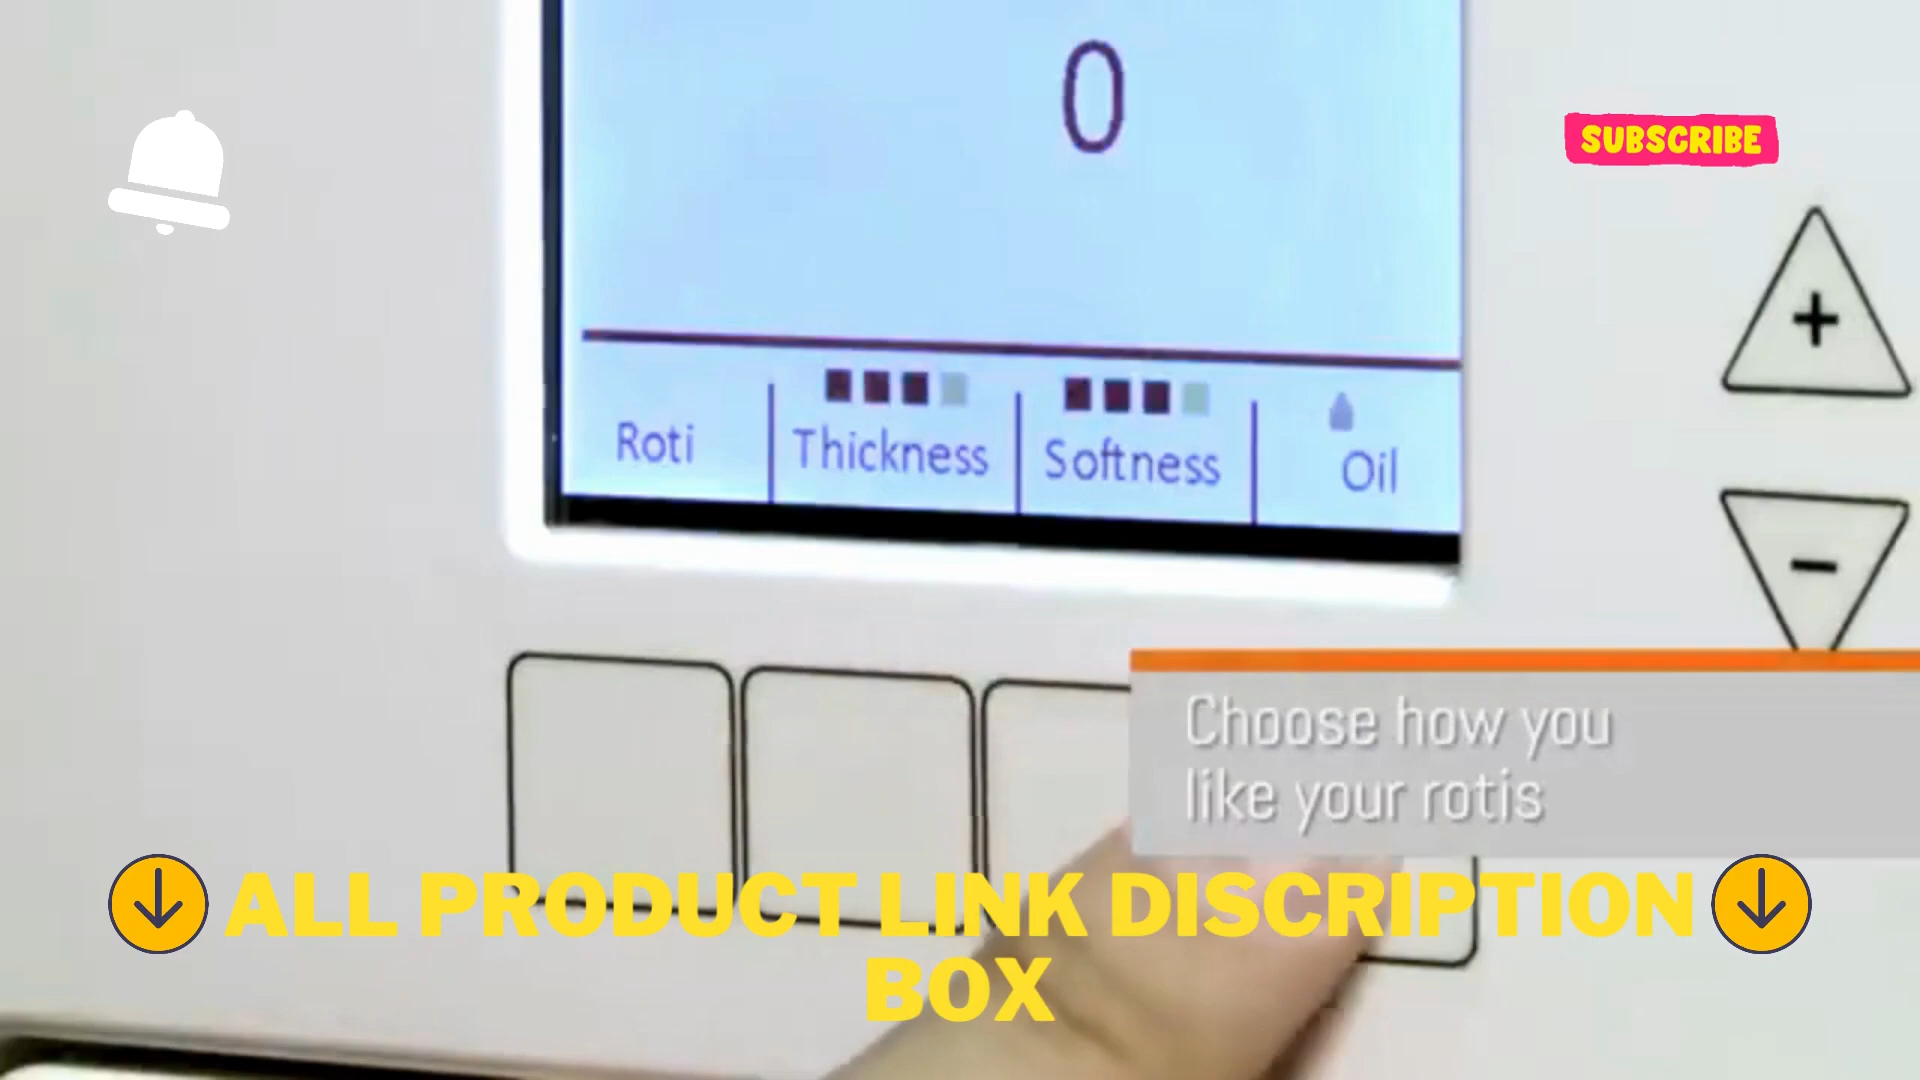 0
SUBSCRIBE
+
Roti
Thickness
Softness
Oil
−
Choose how you
like your rotis
ALL PRODUCT LINK DISCRIPTION
BOX